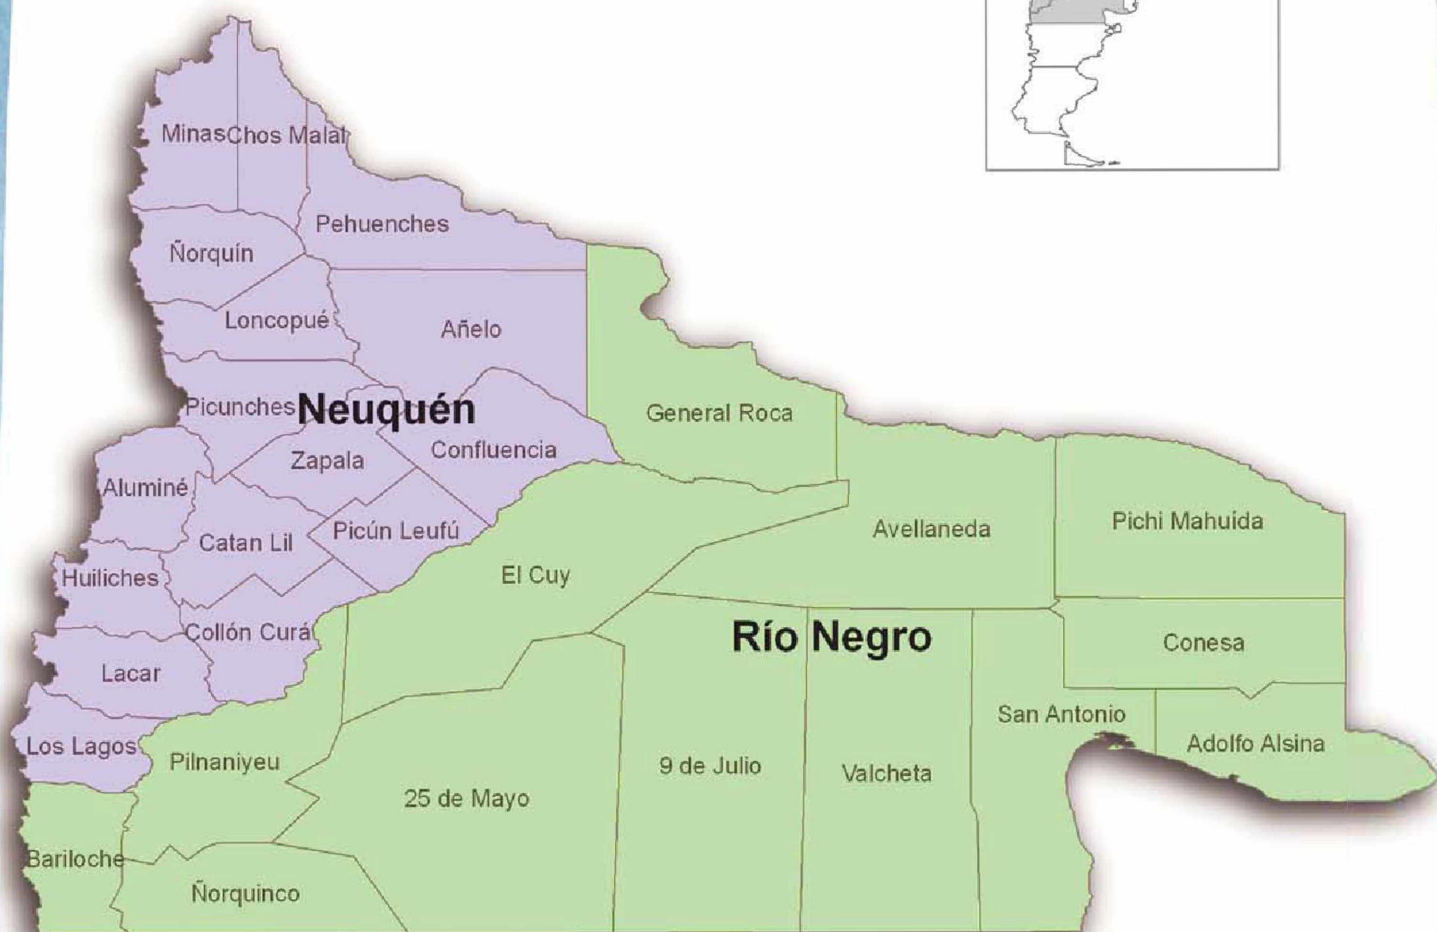 Minas
Chos Malal
Pehuenches
Ñorquín
Loncopué
Añelo
Picunches
Neuquén
General Roca
Confluencia
Zapala
Aluminé
Pichi Mahuída
Avellaneda
Picún Leufú
Catan Lil
El Cuy
Huiliches
Collón Curá
Río Negro
Conesa
Lacar
San Antonio
Adolfo Alsina
Los Lagos
Pilnaniyeu
9 de Julio
Valcheta
25 de Mayo
Bariloche
Ñorquinco